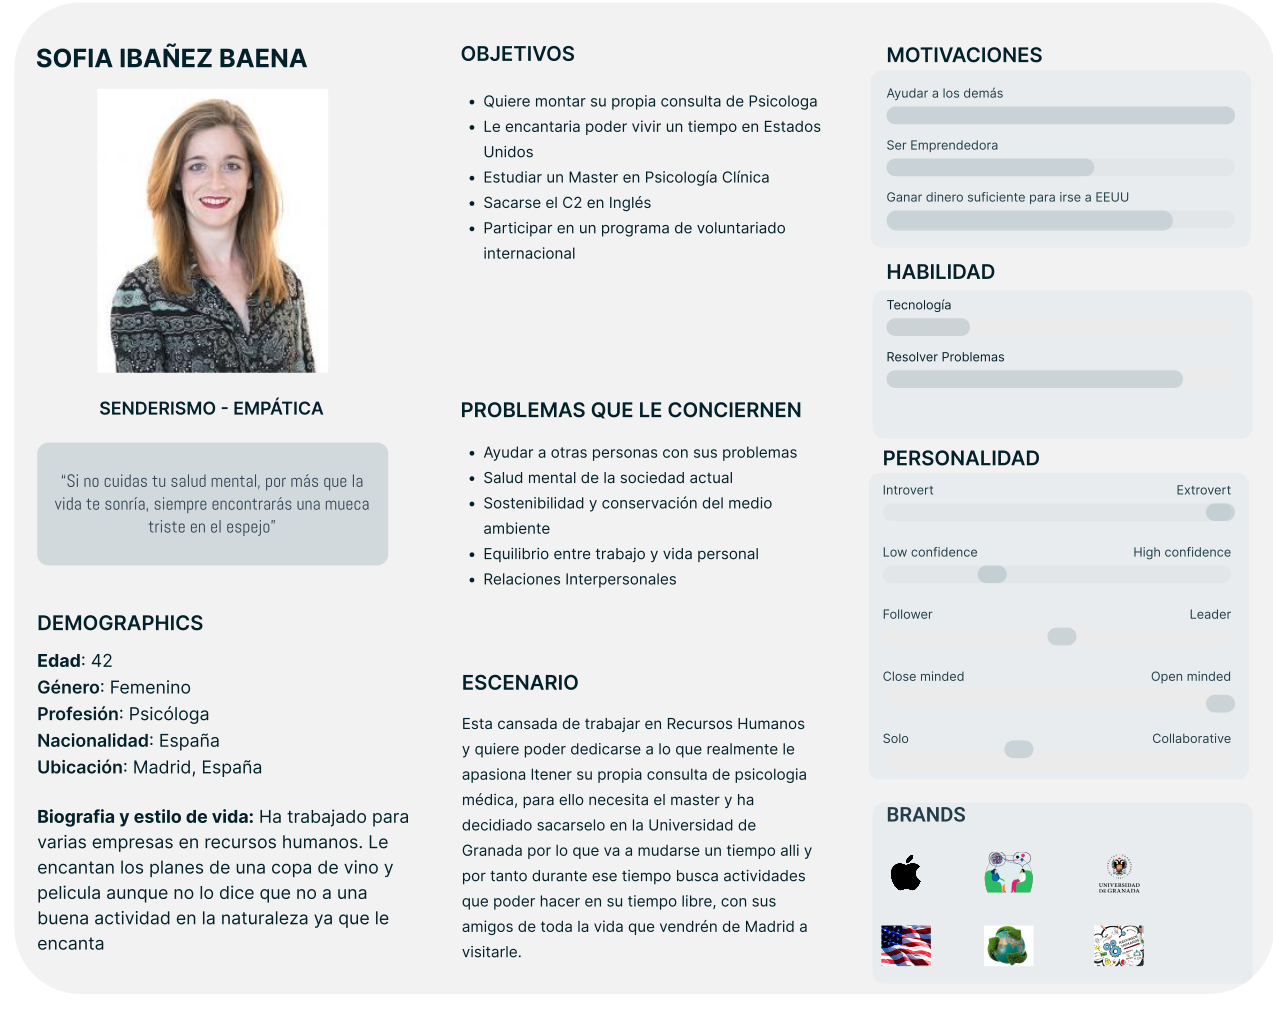 SOFIA IBAÑEZ BAENA
SENDERISMO - EMPÁTICA
“Si no cuidas tu salud mental, por más que la
vida te sonría, siempre encontrarás una mueca
triste en el espejo”
DEMOGRAPHICS
Edad: 42
Género: Femenino
Profesión: Psicóloga
Nacionalidad: España
Ubicación: Madrid, España
Biografia y estilo de vida: Ha trabajado para
varias empresas en recursos humanos. Le
encantan los planes de una copa de vino y
pelicula aunque no lo dice que no a una
buena actividad en la naturaleza ya que le
encanta
OBJETIVOS
• Quiere montar su propia consulta de Psicologa
• Le encantaria poder vivir un tiempo en Estados
Unidos
• Estudiar un Master en Psicología Clínica
• Sacarse el C2 en Inglés
• Participar en un programa de voluntariado
internacional
PROBLEMAS QUE LE CONCIERNEN
• Ayudar a otras personas con sus problemas
• Salud mental de la sociedad actual
• Sostenibilidad y conservación del medio
ambiente
• Equilibrio entre trabajo y vida personal
• Relaciones Interpersonales
ESCENARIO
Esta cansada de trabajar en Recursos Humanos
y quiere poder dedicarse a lo que realmente le
apasiona ltener su propia consulta de psicologia
médica, para ello necesita el master y ha
decidiado sacarselo en la Universidad de
Granada por lo que va a mudarse un tiempo alli y
por tanto durante ese tiempo busca actividades
que poder hacer en su tiempo libre, con sus
amigos de toda la vida que vendrén de Madrid a
visitarle.
MOTIVACIONES
Ayudar a los demás
Ser Emprendedora
Ganar dinero suficiente para irse a EEUU
HABILIDAD
Tecnología
Resolver Problemas
PERSONALIDAD
Introvert Extrovert
Low confidence High confidence
Follower Leader
Close minded Open minded
Solo Collaborative
BRANDS
UNIVERSIDAD
DE GRANADA